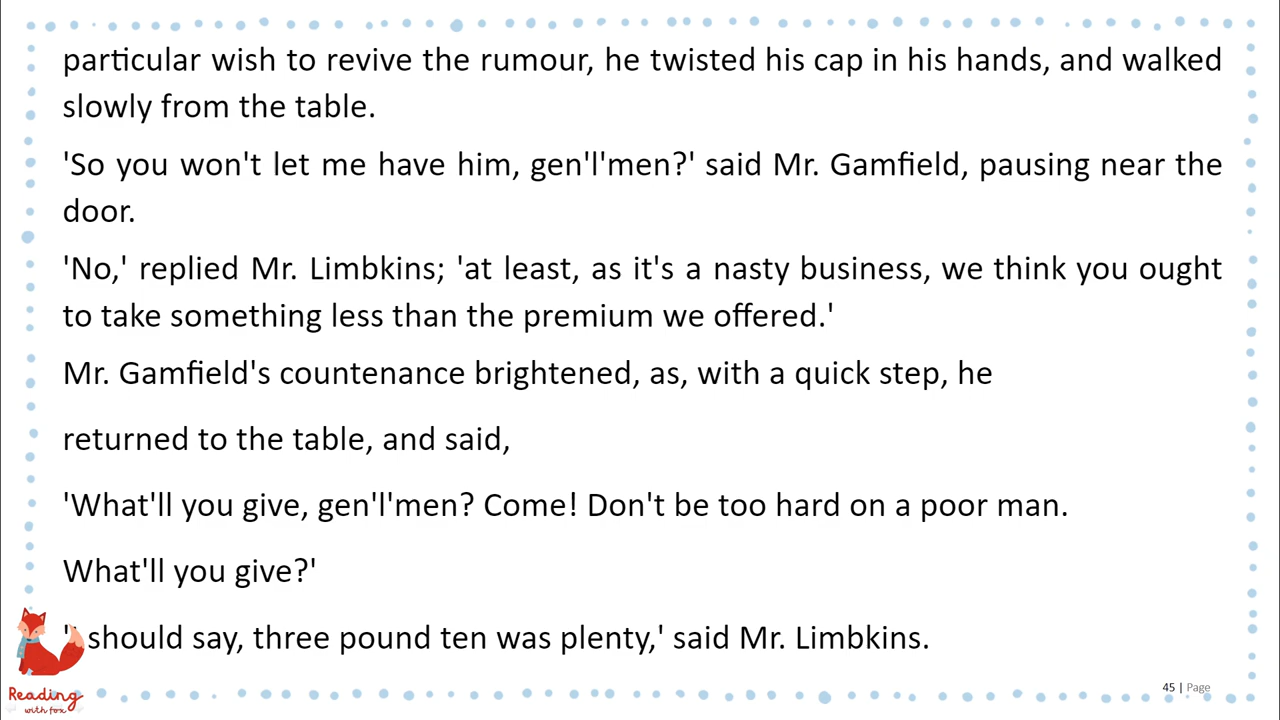 particular wish to revive the rumour, he twisted his cap in his hands, and walked
slowly from the table.
'So you won't let me have him, gen'l'men?' said Mr. Gamfield, pausing near the
door.
'No,' replied Mr. Limbkins; 'at least, as it's a nasty business, we think you ought
to take something less than the premium we offered.'
Mr. Gamfield's countenance brightened, as, with a quick step, he
returned to the table, and said,
'What'll you give, gen'l'men? Come! Don't be too hard on a poor man.
What'll you give?'
' should say, three pound ten was plenty,' said Mr. Limbkins.
45 | Page
Reading
with fox